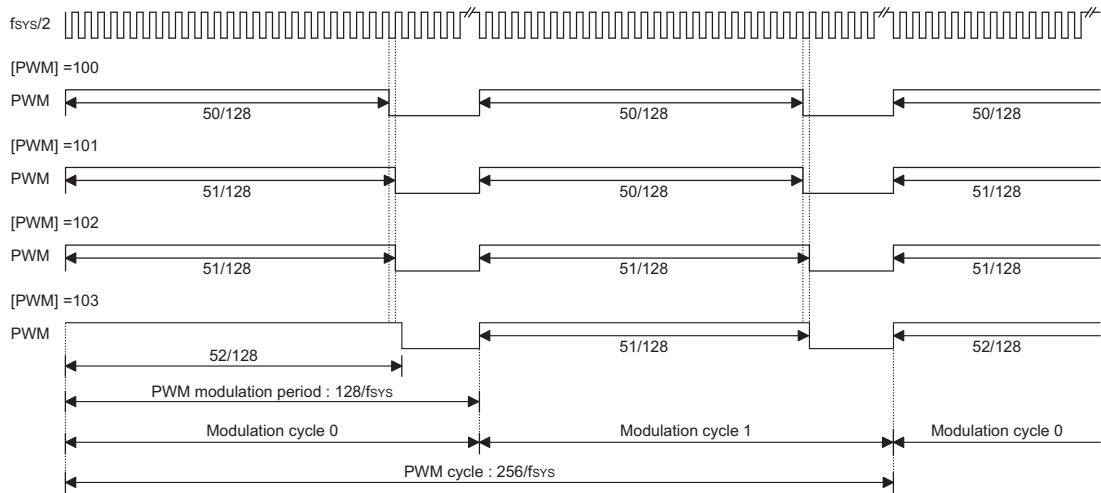 fSYS/2
[PWM] =100
PWM
50/128 50/128 50/128
[PWM] =101
PWM
51/128 50/128 51/128
[PWM] =102
PWM
51/128 51/128 51/128
[PWM] =103
PWM
52/128 51/128 52/128
PWM modulation period : 128/fSYS
Modulation cycle 0 Modulation cycle 1 Modulation cycle 0
PWM cycle : 256/fSYS